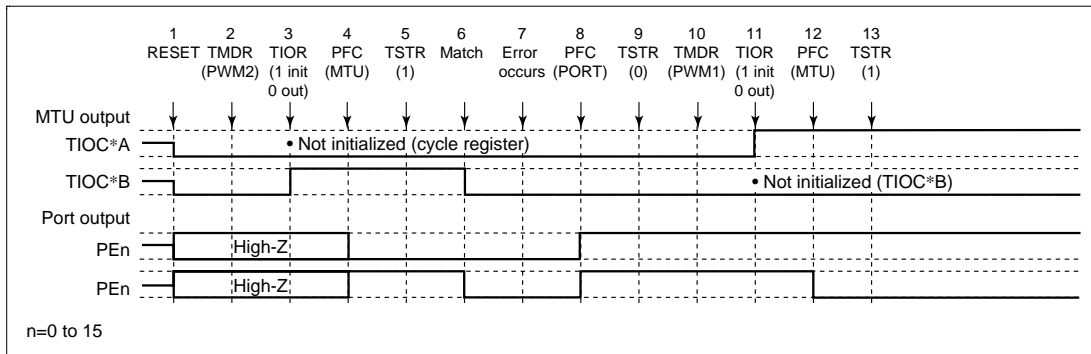 1 2 3 4 5 6 7 8 9 10 11 12 13
RESET TMDR TIOR PFC TSTR Match Error PFC TSTR TMDR TIOR PFC TSTR
(PWM2) (1 init (MTU) (1) occurs (PORT) (0) (PWM1) (1 init (MTU) (1)
0 out) 0 out)
MTU output
TIOC*A • Not initialized (cycle register)
TIOC*B • Not initialized (TIOC*B)
Port output
PEn High-Z
PEn High-Z
n=0 to 15